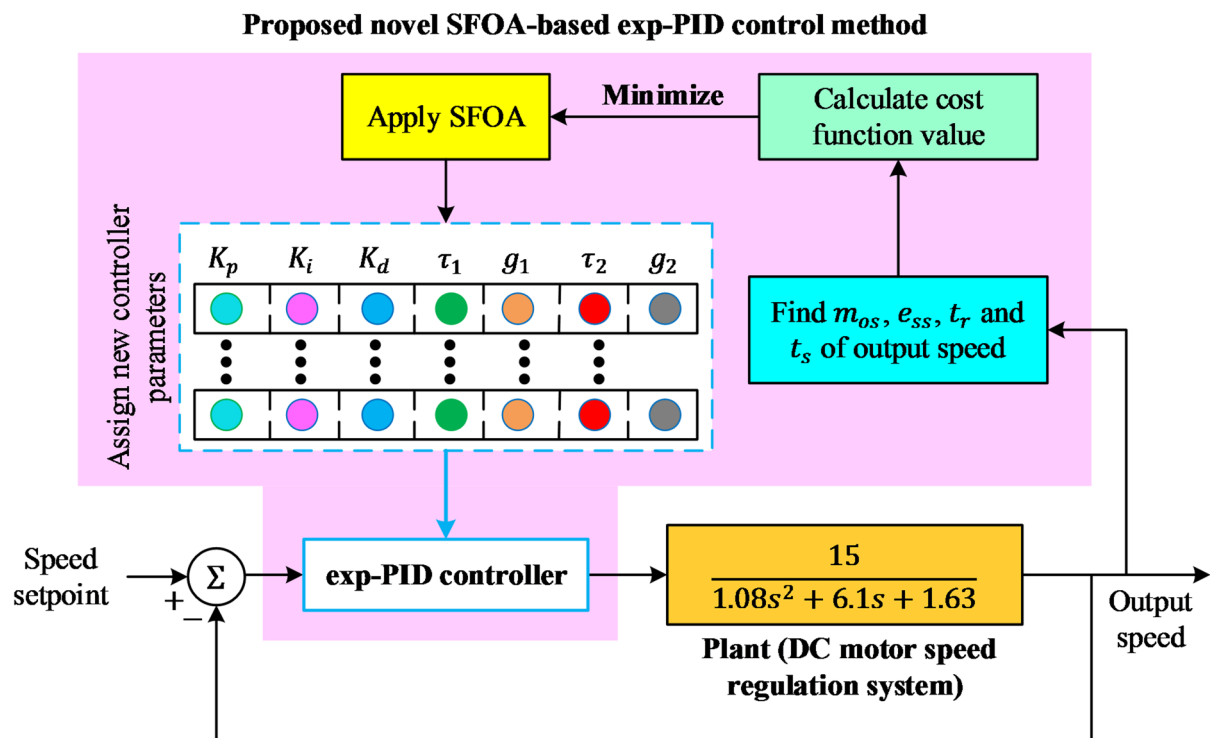 Proposed novel SFOA-based exp-PID control method
Apply SFOA
Minimize
Calculate cost
function value
Assign new controller
parameters
K_p K_i K_d τ_1 g_1 τ_2 g_2
Find m_os, e_ss, t_r and
t_s of output speed
Speed
setpoint
+
−
Σ
exp-PID controller
15
1.08s² + 6.1s + 1.63
Output
speed
Plant (DC motor speed
regulation system)